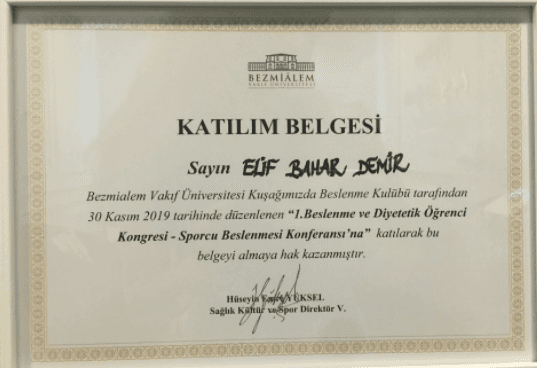 BEZMİÂLEM
VAKIF ÜNİVERSİTESİ
KATILIM BELGESİ
Sayın ELİF BAHAR DEMİR
Bezmialem Vakıf Üniversitesi Kuşağımızda Beslenme Kulübü tarafından
30 Kasım 2019 tarihinde düzenlenen “1.Beslenme ve Diyetetik Öğrenci
Kongresi - Sporcu Beslenmesi Konferansı’na” katılarak bu
belgeyi almaya hak kazanmıştır.
Hüseyin YÜKSEL
Sağlık Kültür ve Spor Direktör V.